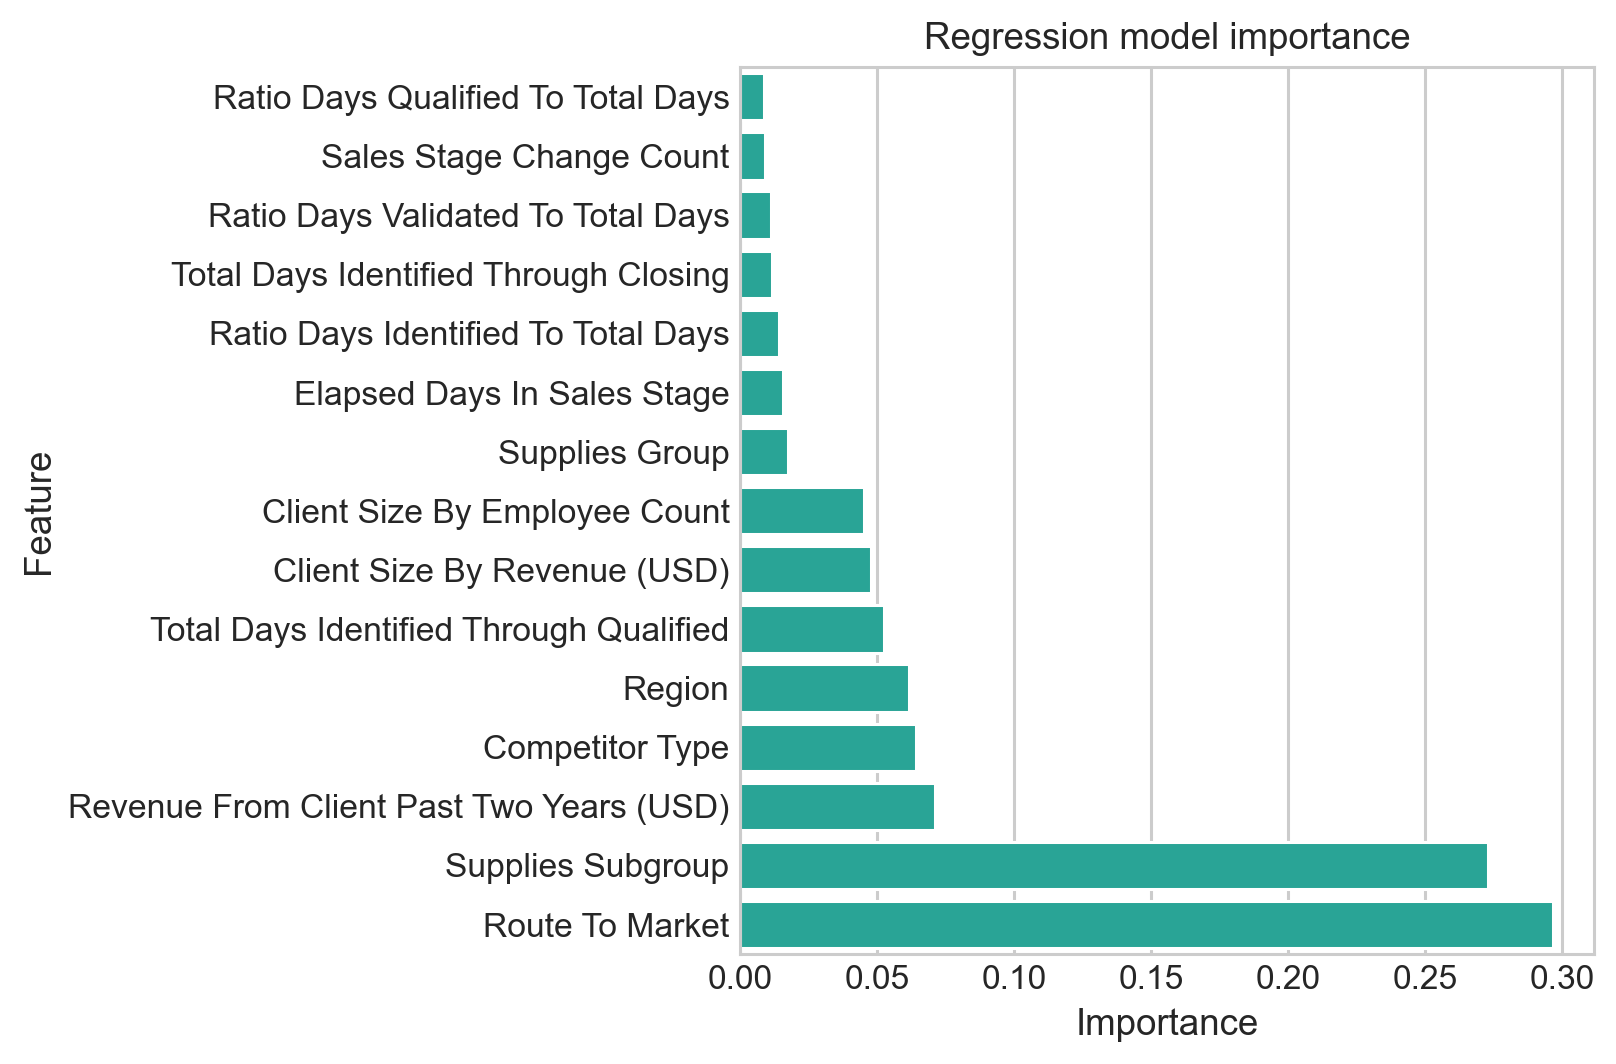 Regression model importance
Ratio Days Qualified To Total Days
Sales Stage Change Count
Ratio Days Validated To Total Days
Total Days Identified Through Closing
Ratio Days Identified To Total Days
Elapsed Days In Sales Stage
Supplies Group
Client Size By Employee Count
Client Size By Revenue (USD)
Total Days Identified Through Qualified
Region
Competitor Type
Revenue From Client Past Two Years (USD)
Supplies Subgroup
Route To Market
Feature
0.00 0.05 0.10 0.15 0.20 0.25 0.30
Importance